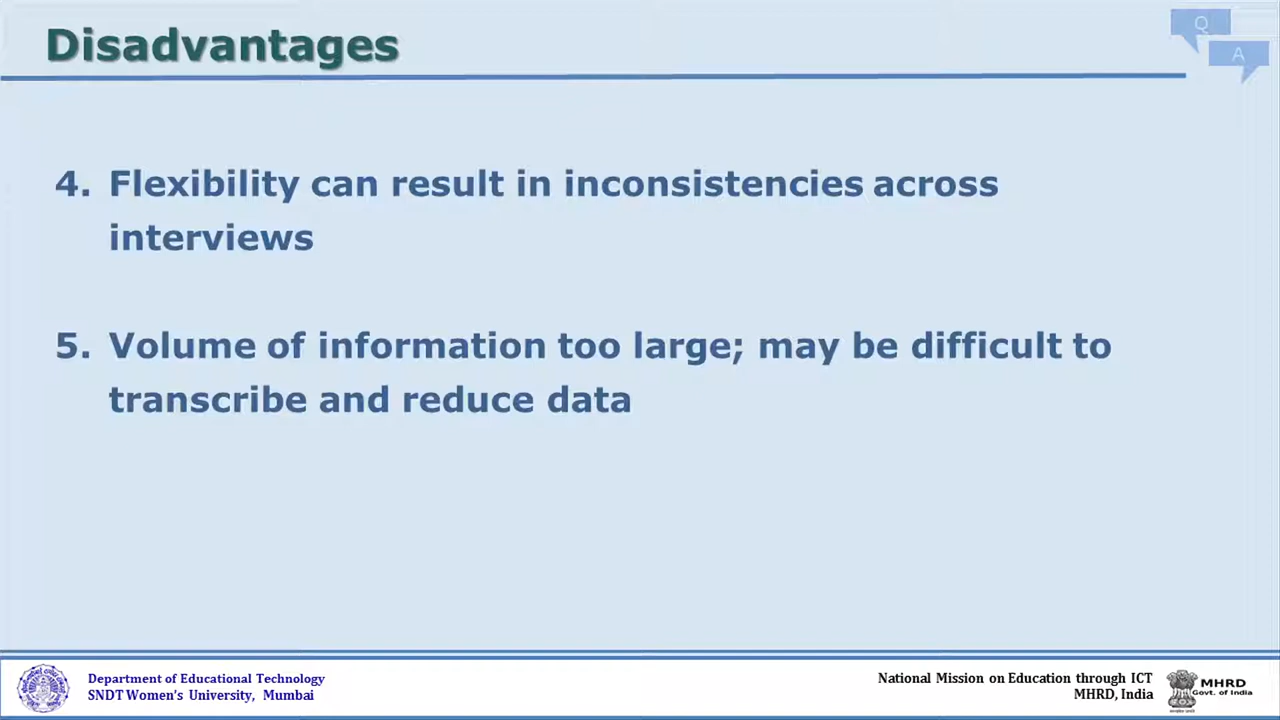 Disadvantages
Q
A
4. Flexibility can result in inconsistencies across
interviews
5. Volume of information too large; may be difficult to
transcribe and reduce data
Department of Educational Technology
SNDT Women's University, Mumbai
National Mission on Education through ICT
MHRD, India
MHRD
Govt. of India